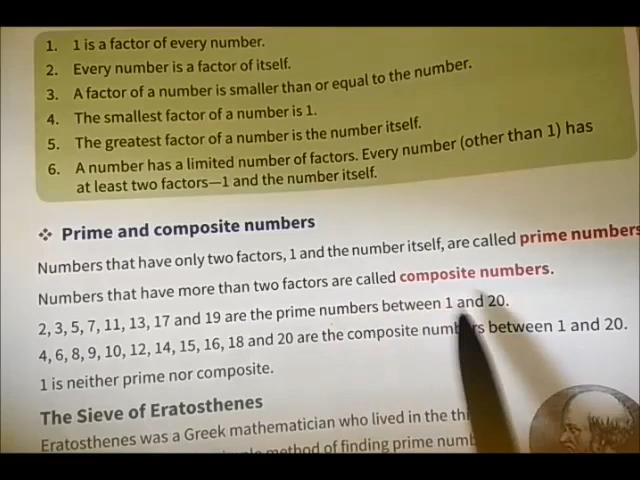 1. 1 is a factor of every number.
2. Every number is a factor of itself.
3. A factor of a number is smaller than or equal to the number.
4. The smallest factor of a number is 1.
5. The greatest factor of a number is the number itself.
6. A number has a limited number of factors. Every number (other than 1) has
at least two factors—1 and the number itself.
❖ Prime and composite numbers
Numbers that have only two factors, 1 and the number itself, are called prime numbers
Numbers that have more than two factors are called composite numbers.
2, 3, 5, 7, 11, 13, 17 and 19 are the prime numbers between 1 and 20.
4, 6, 8, 9, 10, 12, 14, 15, 16, 18 and 20 are the composite numbers between 1 and 20.
1 is neither prime nor composite.
The Sieve of Eratosthenes
Eratosthenes was a Greek mathematician who lived in the
method of finding prime